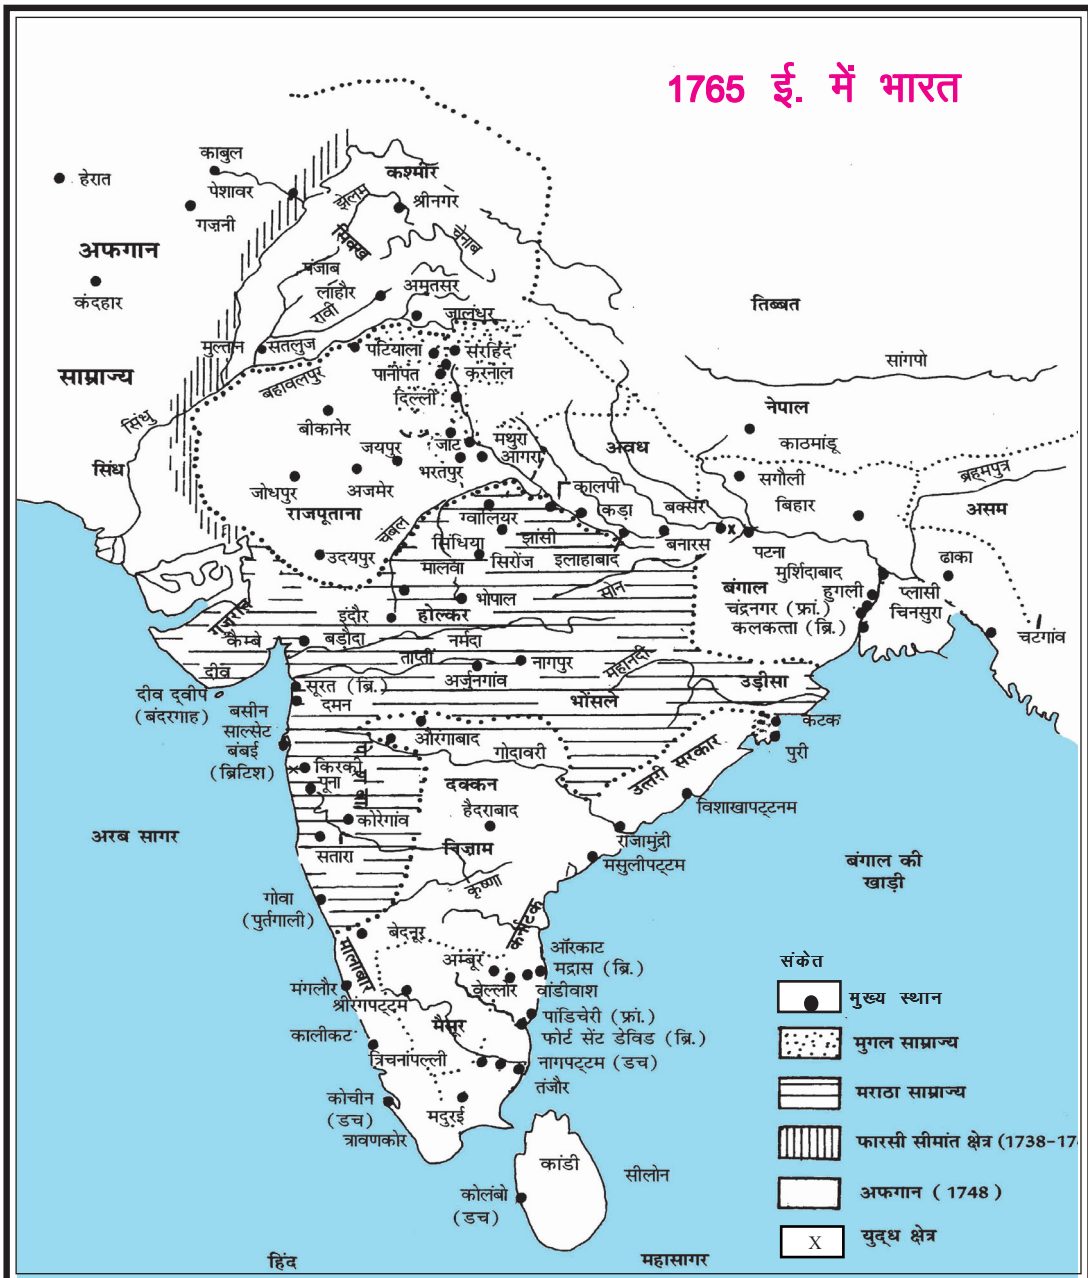 1765 ई. में भारत
काबुल
हेरात
पेशावर
गज़नी
कश्मीर
श्रीनगर
झेलम
चैनाब
सिक्ख
अफगान
पंजाब
कंदहार
लाहौर
अमृतसर
रावी
जालंधर
तिब्बत
मुल्तान
सतलुज
पटियाला
सरहिंद
सांगपो
साम्राज्य
पानीपत
करनाल
बहावलपुर
दिल्ली
नेपाल
सिंधु
बीकानेर
काठमांडू
जाट
मथुरा
अवध
जयपुर
आगरा
सिंध
भरतपुर
सगौली
ब्रह्मपुत्र
जोधपुर
अजमेर
कालपी
बिहार
असम
राजपूताना
ग्वालियर
कड़ा
बक्सर
चंबल
सिंधिया
झांसी
बनारस
X
पटना
उदयपुर
मालवा
सिरोंज
इलाहाबाद
मुर्शिदाबाद
ढाका
सोन
बंगाल
हुगली
प्लासी
भोपाल
चंद्रनगर (फ्रां.)
चिनसुरा
इंदौर
होल्कर
कलकत्ता (ब्रि.)
चटगांव
गुजरात
कैम्बे
बड़ौदा
नर्मदा
ताप्ती
नागपुर
महानदी
दीव
अर्जुनगांव
उड़ीसा
दीव द्वीप
(बंदरगाह)
सूरत (ब्रि.)
दमन
भोंसले
बसीन
साल्सेट
बंबई
(ब्रिटिश)
औरंगाबाद
कटक
गोदावरी
पुरी
किरकी
पूना
उत्तरी सरकार
दक्कन
हैदराबाद
विशाखापट्टनम
कोरेगांव
अरब सागर
सतारा
निज़ाम
राजामुंद्री
मसुलीपट्टम
बंगाल की
खाड़ी
कृष्णा
गोवा
(पुर्तगाली)
कर्नाटक
बेदनूर
मालाबार
ऑरकाट
अम्बूर
मद्रास (ब्रि.)
मंगलौर
वेल्लोर
वांडीवाश
श्रीरंगपट्टम
पांडिचेरी (फ्रां.)
मैसूर
कालीकट
फोर्ट सेंट डेविड (ब्रि.)
त्रिचनापल्ली
नागपट्टम (डच)
तंजौर
कोचीन
(डच)
मदुरई
त्रावणकोर
कांडी
सीलोन
कोलंबो
(डच)
हिंद
महासागर
संकेत
मुख्य स्थान
मुगल साम्राज्य
मराठा साम्राज्य
फारसी सीमांत क्षेत्र (1738-17
अफगान (1748)
X
युद्ध क्षेत्र